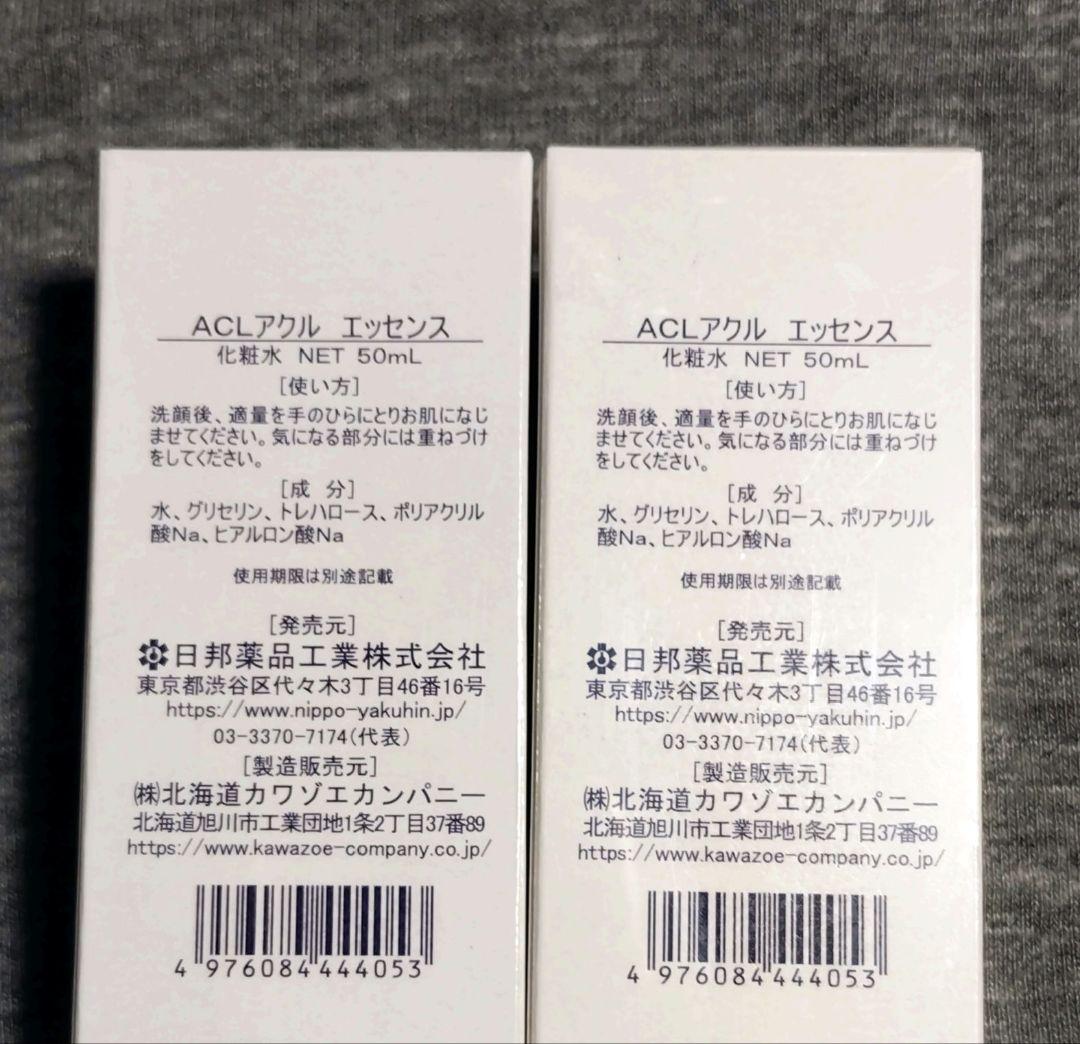 ACLアクル エッセンス
化粧水 NET 50mL
[使い方]
洗顔後、適量を手のひらにとりお肌になじ
ませてください。気になる部分には重ねづけ
をしてください。
[成 分]
水、グリセリン、トレハロース、ポリアクリル
酸Na、ヒアルロン酸Na
使用期限は別途記載
[発売元]
日邦薬品工業株式会社
東京都渋谷区代々木3丁目46番16号
https://www.nippo-yakuhin.jp/
03-3370-7174(代表)
[製造販売元]
㈱北海道カワゾエカンパニー
北海道旭川市工業団地1条2丁目37番89
https://www.kawazoe-company.co.jp/
4 976084 444053
ACLアクル エッセンス
化粧水 NET 50mL
[使い方]
洗顔後、適量を手のひらにとりお肌になじ
ませてください。気になる部分には重ねづけ
をしてください。
[成 分]
水、グリセリン、トレハロース、ポリアクリル
酸Na、ヒアルロン酸Na
使用期限は別途記載
[発売元]
日邦薬品工業株式会社
東京都渋谷区代々木3丁目46番16号
https://www.nippo-yakuhin.jp/
03-3370-7174(代表)
[製造販売元]
㈱北海道カワゾエカンパニー
北海道旭川市工業団地1条2丁目37番89
https://www.kawazoe-company.co.jp/
4 976084 444053